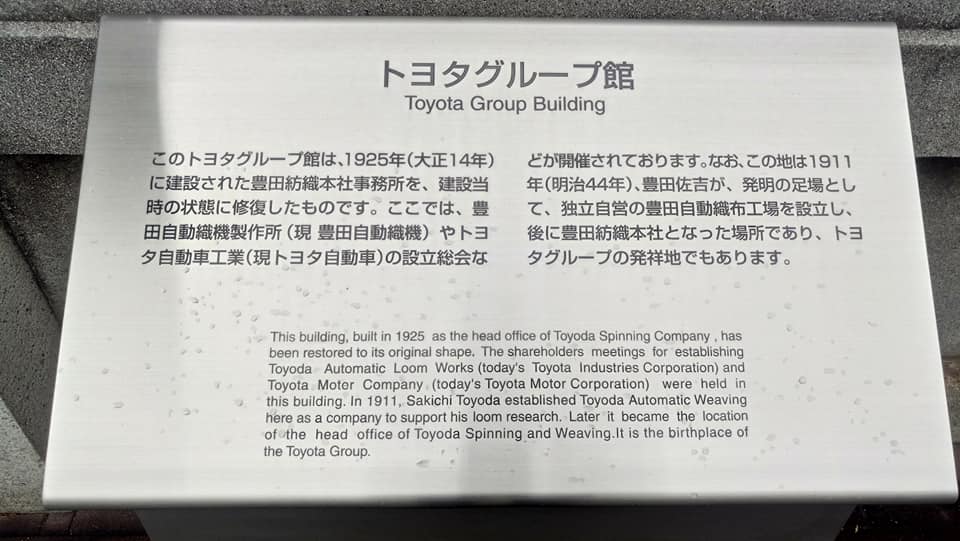 トヨタグループ館
Toyota Group Building
このトヨタグループ館は、1925年(大正14年)
に建設された豊田紡織本社事務所を、建設当
時の状態に修復したものです。ここでは、豊
田自動織機製作所(現 豊田自動織機)やトヨ
タ自動車工業(現トヨタ自動車)の設立総会な
どが開催されております。なお、この地は1911
年(明治44年)、豊田佐吉が、発明の足場とし
て、独立自営の豊田自動織布工場を設立し、
後に豊田紡織本社となった場所であり、トヨ
タグループの発祥地でもあります。
This building, built in 1925 as the head office of Toyoda Spinning Company , has
been restored to its original shape. The shareholders meetings for establishing
Toyoda Automatic Loom Works (today's Toyota Industries Corporation) and
Toyota Moter Company (today's Toyota Motor Corporation) were held in
this building. In 1911, Sakichi Toyoda established Toyoda Automatic Weaving
here as a company to support his loom research. Later it became the location
of the head office of Toyoda Spinning and Weaving.It is the birthplace of
the Toyota Group.